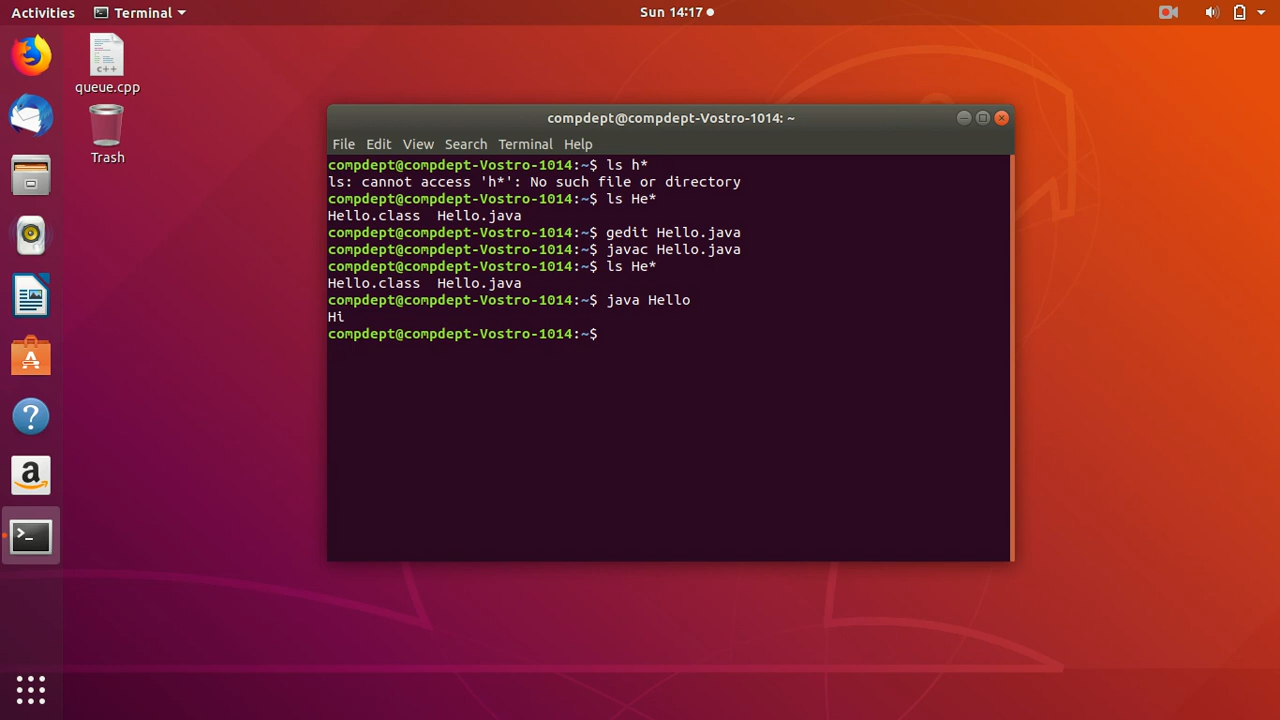 Activities
Terminal
Sun 14:17
queue.cpp
Trash
compdept@compdept-Vostro-1014: ~
File Edit View Search Terminal Help
compdept@compdept-Vostro-1014:~$ ls h*
ls: cannot access 'h*': No such file or directory
compdept@compdept-Vostro-1014:~$ ls He*
Hello.class  Hello.java
compdept@compdept-Vostro-1014:~$ gedit Hello.java
compdept@compdept-Vostro-1014:~$ javac Hello.java
compdept@compdept-Vostro-1014:~$ ls He*
Hello.class  Hello.java
compdept@compdept-Vostro-1014:~$ java Hello
Hi
compdept@compdept-Vostro-1014:~$